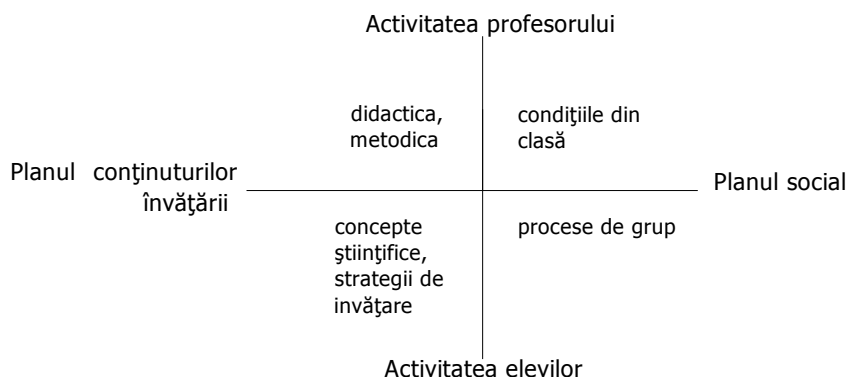 Activitatea profesorului
didactica,
metodica
condiţiile din
clasă
Planul conţinuturilor
învăţării
Planul social
concepte
ştiinţifice,
strategii de
invăţare
procese de grup
Activitatea elevilor